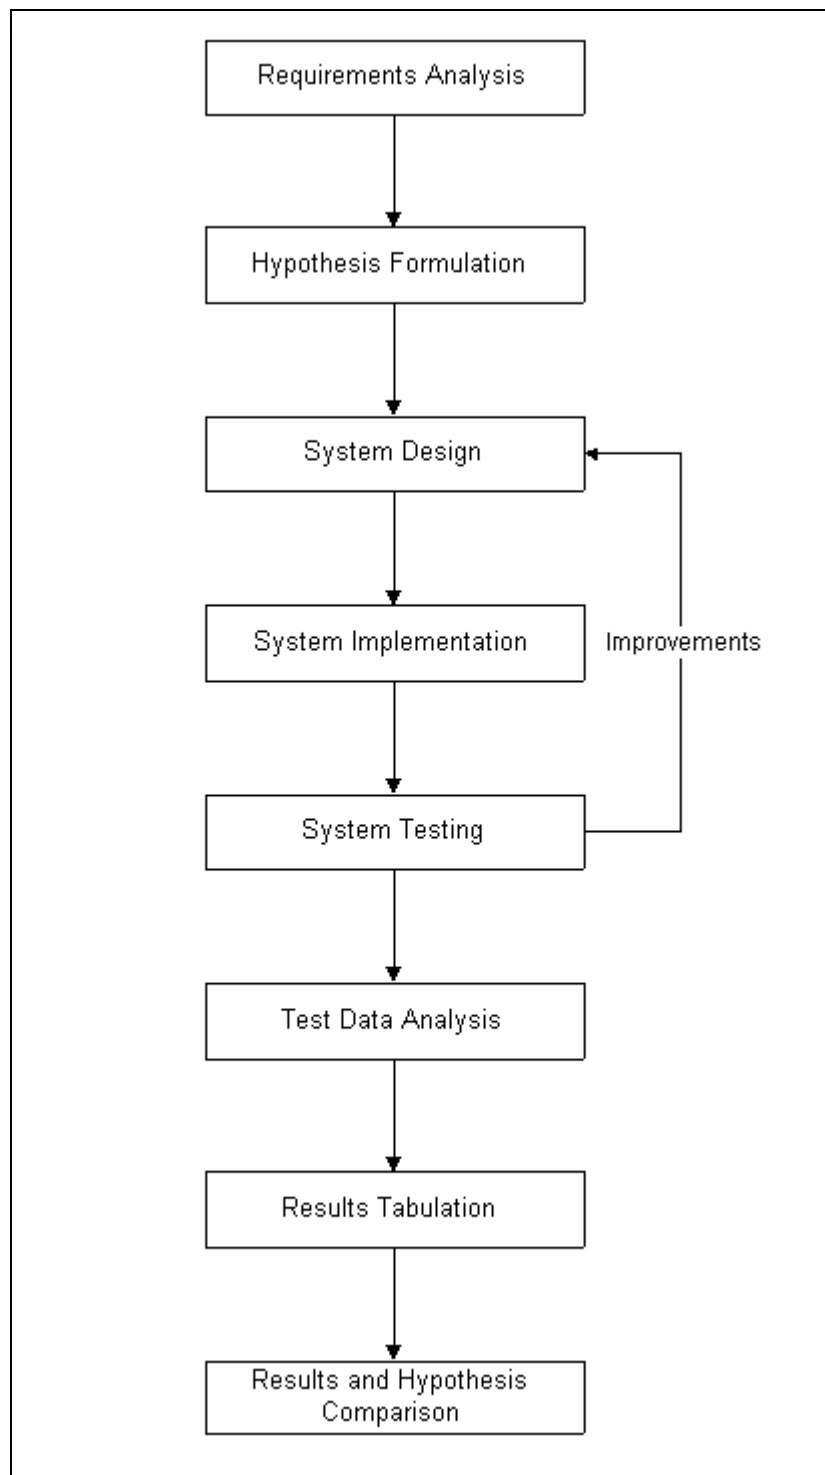 Requirements Analysis
Hypothesis Formulation
System Design
System Implementation
Improvements
System Testing
Test Data Analysis
Results Tabulation
Results and Hypothesis
Comparison